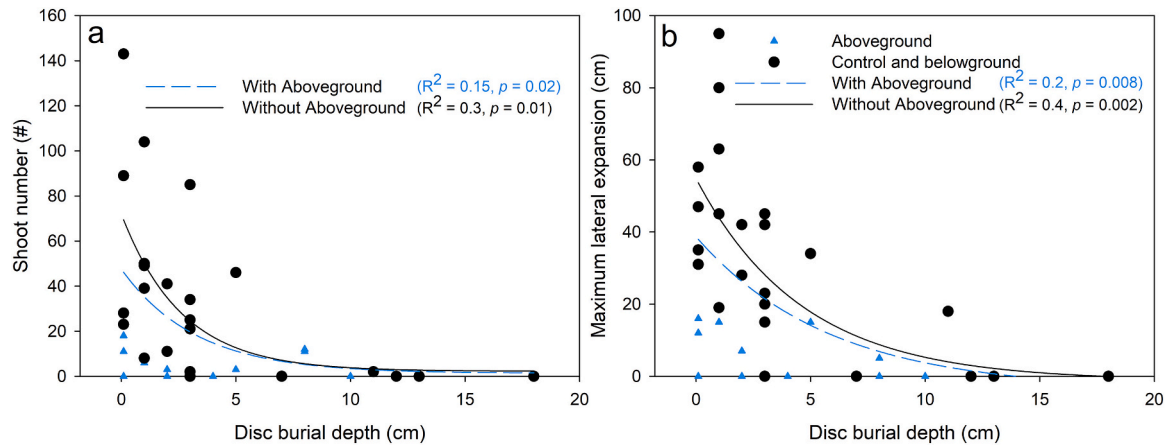 a
160
140
120
100
80
60
40
20
0
Shoot number (#)
With Aboveground (R² = 0.15, p = 0.02)
Without Aboveground (R² = 0.3, p = 0.01)
0 5 10 15 20
Disc burial depth (cm)
b
100
80
60
40
20
0
Maximum lateral expansion (cm)
Aboveground
Control and belowground
With Aboveground (R² = 0.2, p = 0.008)
Without Aboveground (R² = 0.4, p = 0.002)
0 5 10 15 20
Disc burial depth (cm)